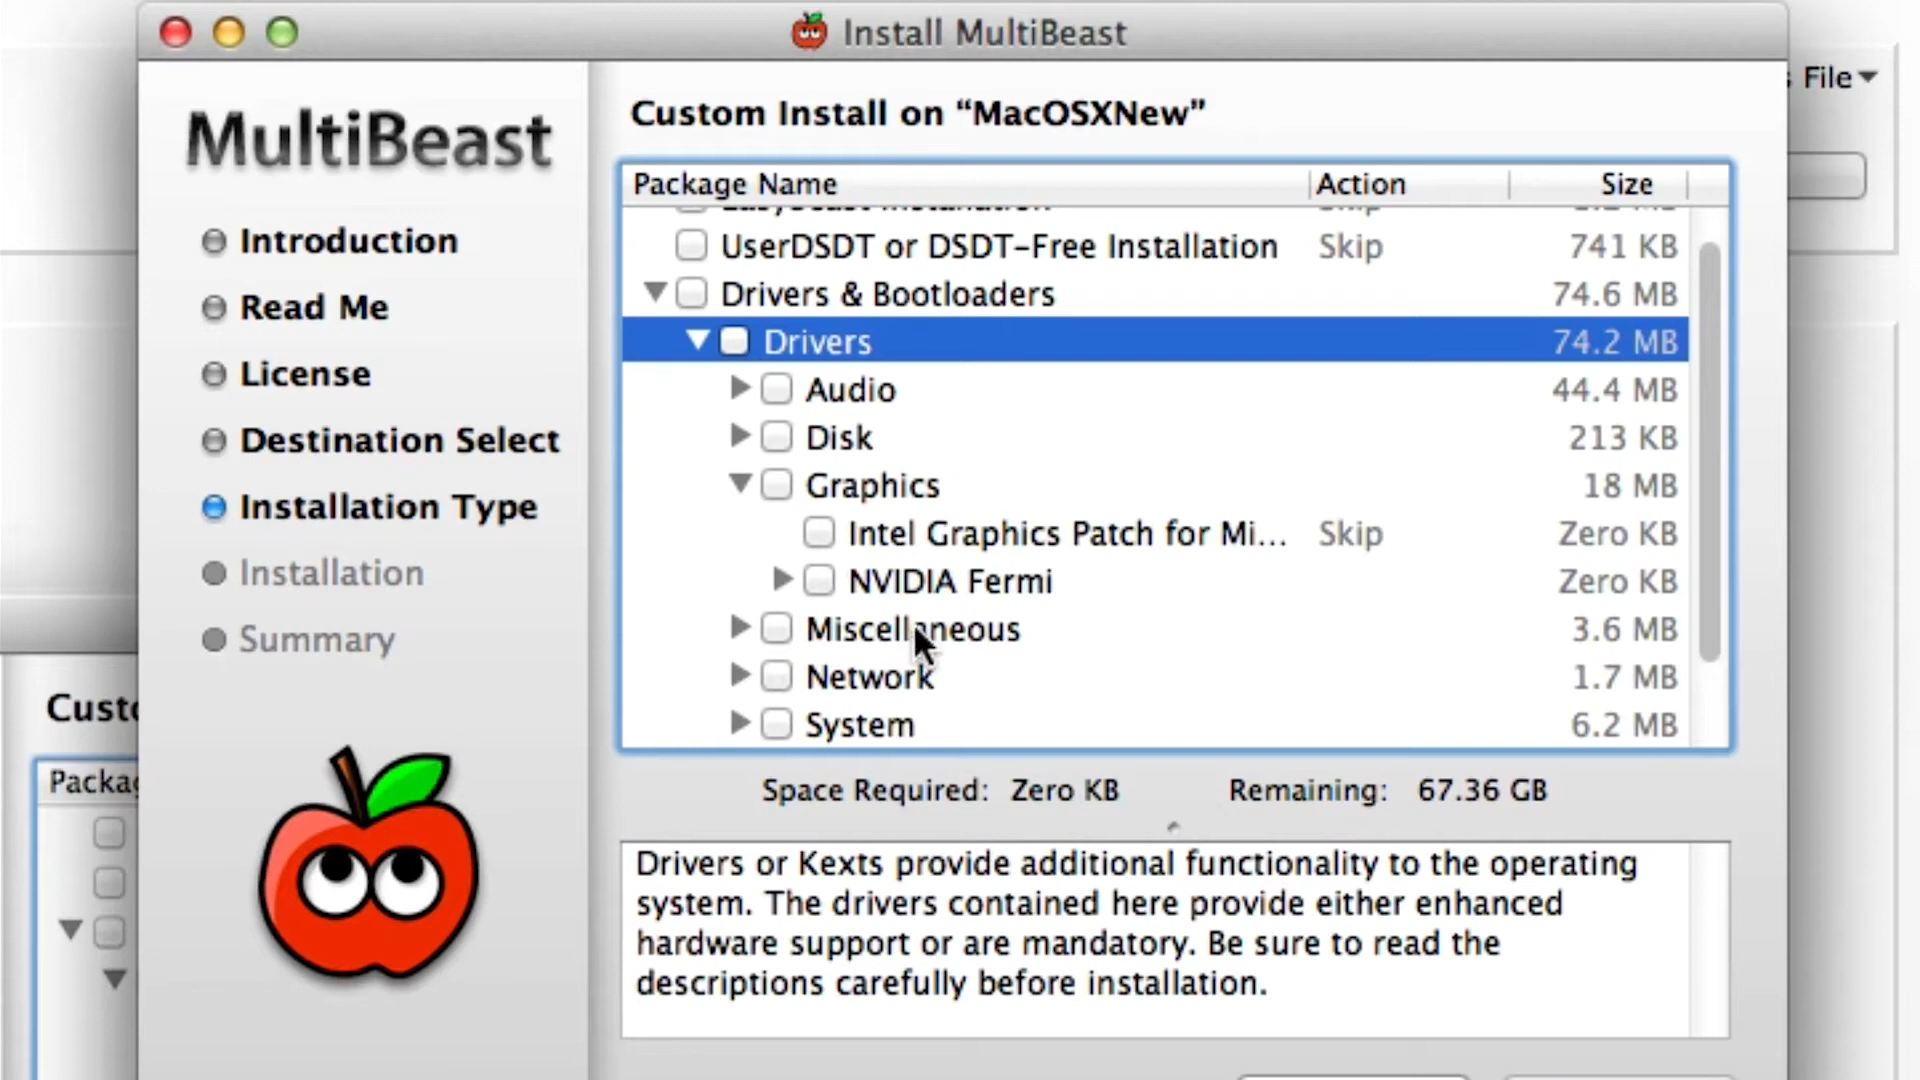 Install MultiBeast
File
MultiBeast
Custom Install on “MacOSXNew”
Package Name Action Size
Introduction
Read Me
License
Destination Select
Installation Type
Installation
Summary
UserDSDT or DSDT-Free Installation Skip 741 KB
Drivers & Bootloaders 74.6 MB
Drivers 74.2 MB
Audio 44.4 MB
Disk 213 KB
Graphics 18 MB
Intel Graphics Patch for Mi... Skip Zero KB
NVIDIA Fermi Zero KB
Miscellaneous 3.6 MB
Network 1.7 MB
System 6.2 MB
Space Required: Zero KB Remaining: 67.36 GB
Drivers or Kexts provide additional functionality to the operating
system. The drivers contained here provide either enhanced
hardware support or are mandatory. Be sure to read the
descriptions carefully before installation.